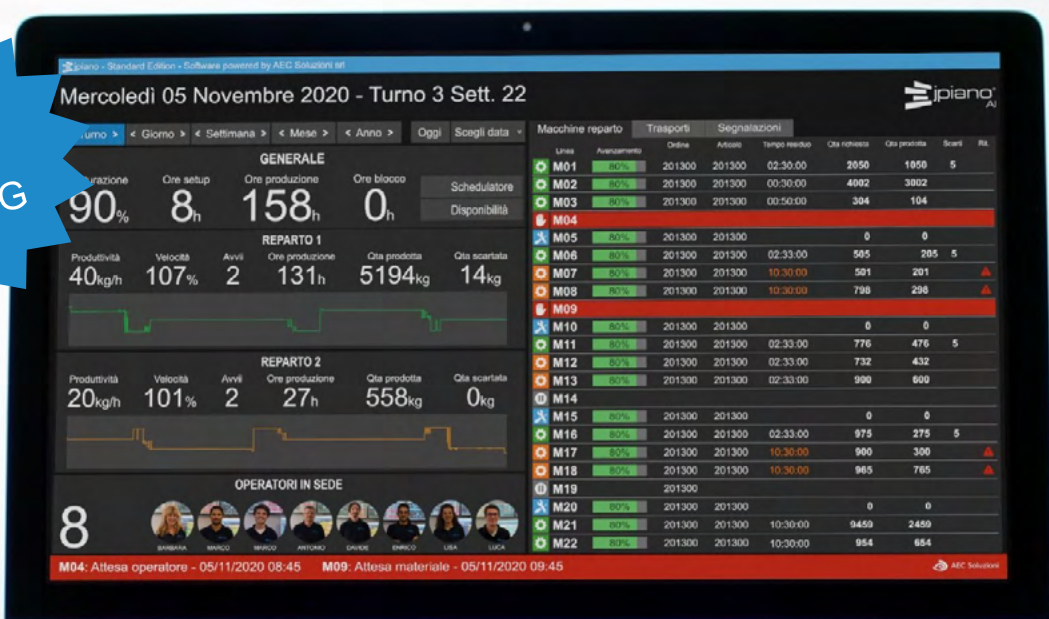 jpiano - Standard Edition - Software powered by AEC Soluzioni srl
Mercoledì 05 Novembre 2020 - Turno 3 Sett. 22
jpiano
AI
G
< Giorno > < Settimana > < Mese > < Anno > Oggi Scegli data
GENERALE
Ore setup Ore produzione Ore blocco
90% 8h 158h 0h
Schedulatore
Disponibilità
REPARTO 1
Produttività Velocità Avvii Ore produzione Qta prodotta Qta scartata
40kg/h 107% 2 131h 5194kg 14kg
REPARTO 2
Produttività Velocità Avvii Ore produzione Qta prodotta Qta scartata
20kg/h 101% 2 27h 558kg 0kg
OPERATORI IN SEDE
8
BARBARA MARCO MARCO ANTONIO DAVIDE ENRICO LISA LUCA
Macchine reparto Trasporti Segnalazioni
Linea Avanzamento Ordine Articolo Tempo residuo Qta richiesta Qta prodotta Scarti Rit.
M01 80% 201300 201300 02:30:00 2050 1050 5
M02 80% 201300 201300 00:30:00 4002 3002
M03 80% 201300 201300 00:50:00 304 104
M04
M05 80% 201300 201300 0 0
M06 80% 201300 201300 02:33:00 505 205 5
M07 80% 201300 201300 10:30:00 501 201
M08 80% 201300 201300 10:30:00 798 298
M09
M10 80% 201300 201300 0 0
M11 80% 201300 201300 02:33:00 776 476 5
M12 80% 201300 201300 02:33:00 732 432
M13 80% 201300 201300 02:33:00 900 600
M14
M15 80% 201300 201300 0 0
M16 80% 201300 201300 02:33:00 975 275 5
M17 80% 201300 201300 10:30:00 900 300
M18 80% 201300 201300 10:30:00 965 765
M19 201300
M20 80% 201300 201300 0 0
M21 80% 201300 201300 10:30:00 9459 2459
M22 80% 201300 201300 10:30:00 954 654
M04: Attesa operatore - 05/11/2020 08:45 M09: Attesa materiale - 05/11/2020 09:45
AEC Soluzioni